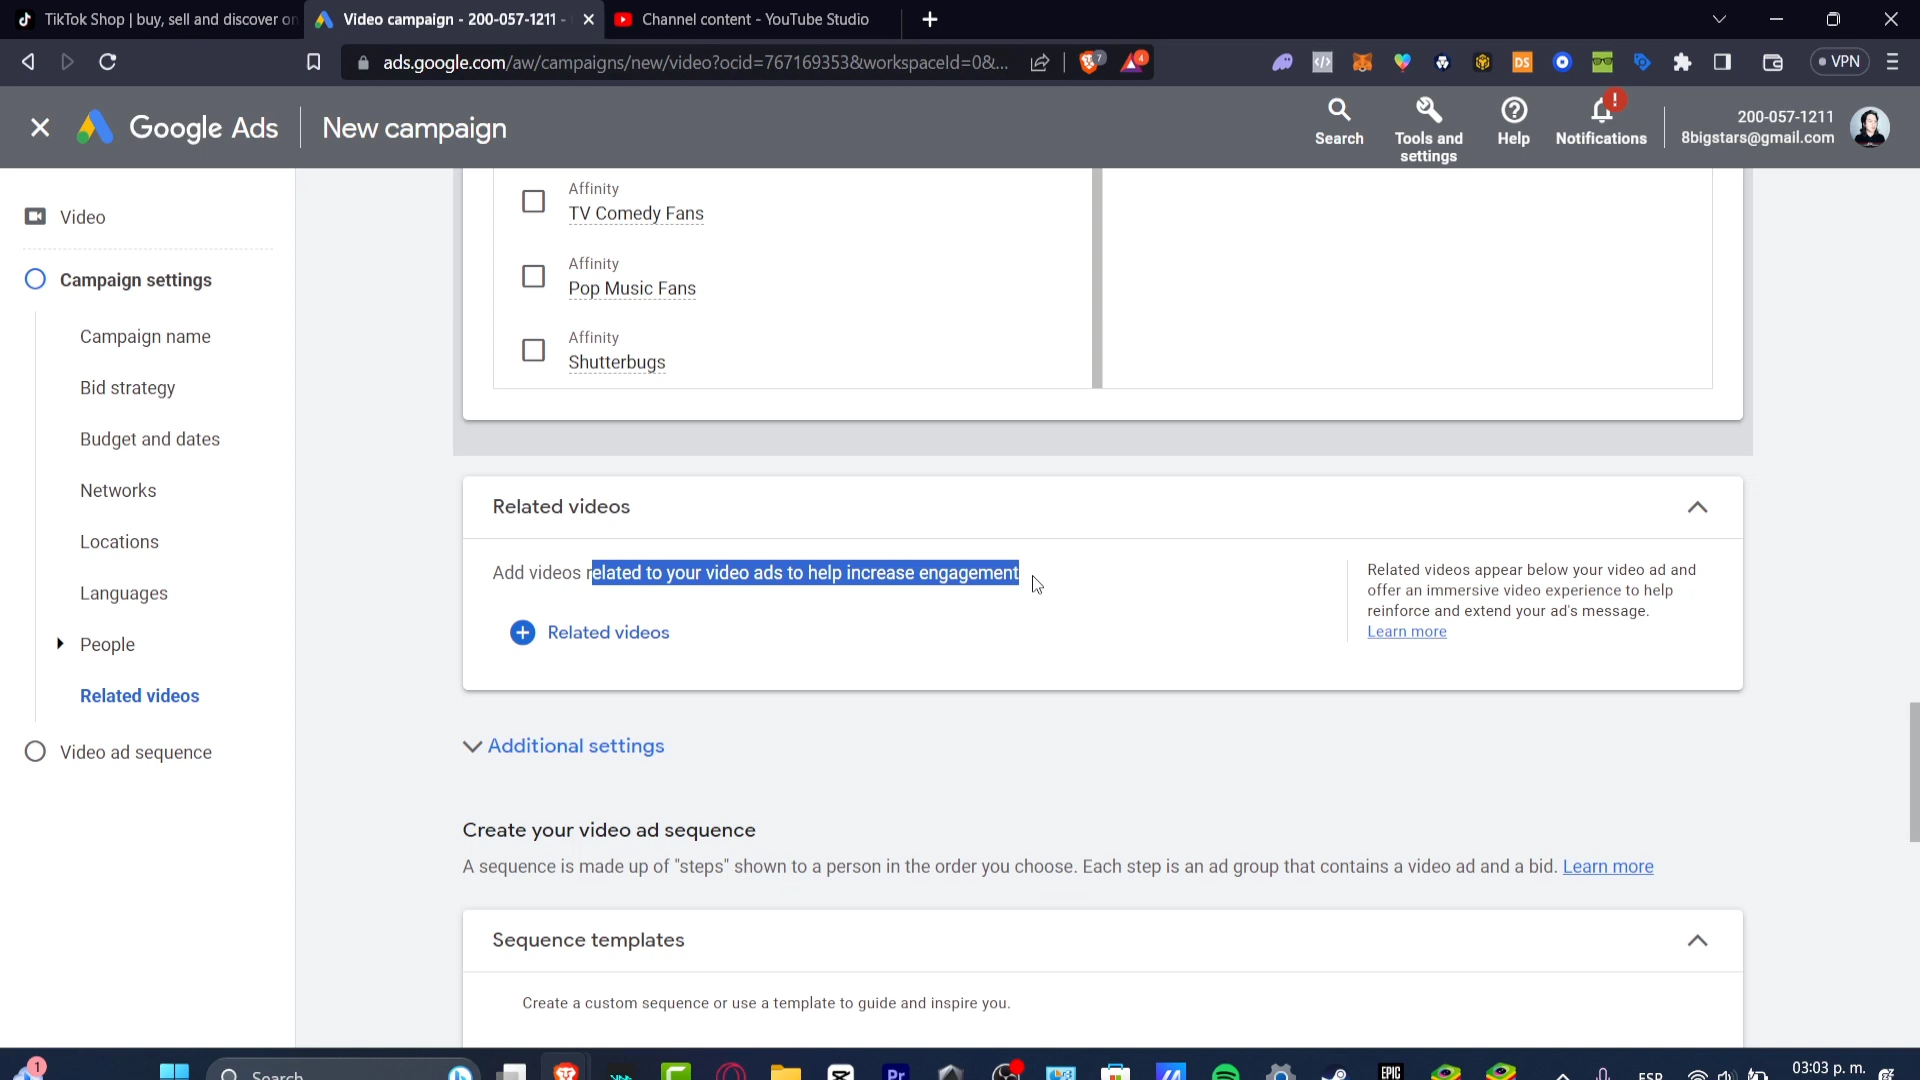 TikTok Shop | buy, sell and discover on
Video campaign - 200-057-1211 -
Channel content - YouTube Studio
ads.google.com/aw/campaigns/new/video?ocid=767169353&workspaceId=0&...
7
4
DS
VPN
Google Ads
New campaign
Search
Tools and settings
Help
!
Notifications
200-057-1211
8bigstars@gmail.com
Video
Campaign settings
Campaign name
Bid strategy
Budget and dates
Networks
Locations
Languages
People
Related videos
Video ad sequence
Affinity
TV Comedy Fans
Affinity
Pop Music Fans
Affinity
Shutterbugs
Related videos
Add videos related to your video ads to help increase engagement
Related videos
Related videos appear below your video ad and
offer an immersive video experience to help
reinforce and extend your ad's message.
Learn more
Additional settings
Create your video ad sequence
A sequence is made up of "steps" shown to a person in the order you choose. Each step is an ad group that contains a video ad and a bid. Learn more
Sequence templates
Create a custom sequence or use a template to guide and inspire you.
1
Search
Pr
EPIC
ESP
03:03 p. m.